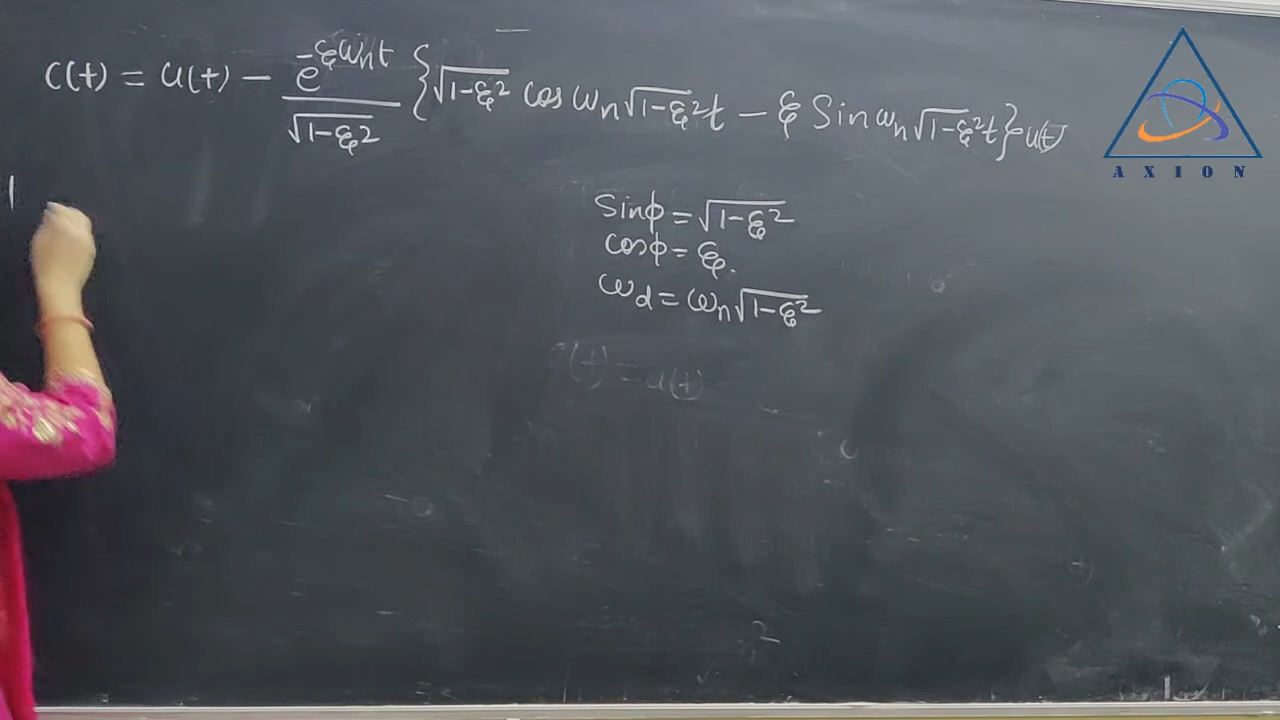 C(t) = u(t) − e^{-ξωnt} / √1−ξ² {√1−ξ² cos ωn√1−ξ² t − ξ Sin ωn√1−ξ² t} u(t)
AXION
Sinφ = √1−ξ²
cosφ = ξ.
ωd = ωn√1−ξ²
(t) = u(t)